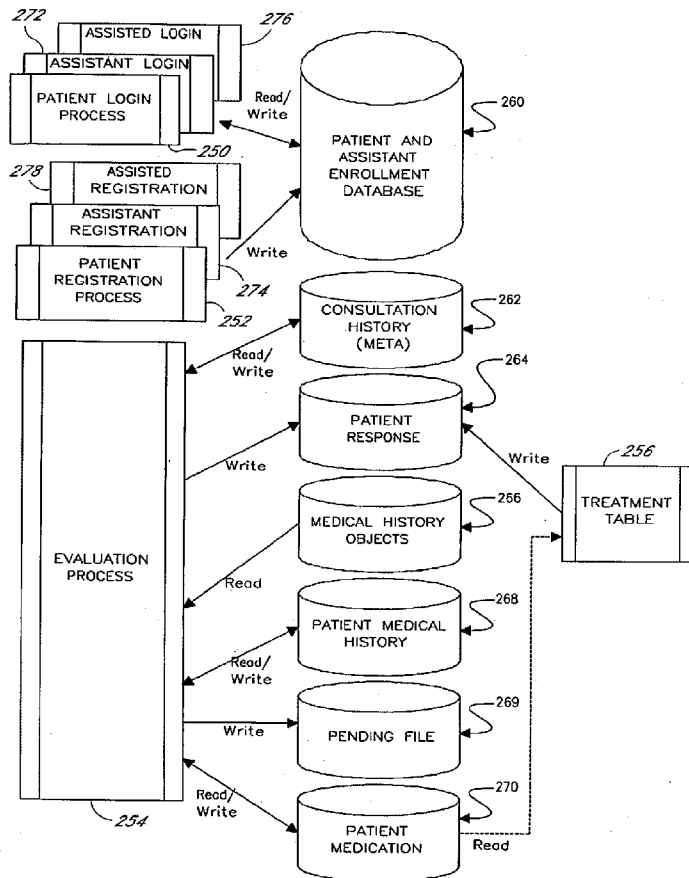 272
ASSISTED LOGIN
276
ASSISTANT LOGIN
PATIENT LOGIN
PROCESS
250
Read/
Write
PATIENT AND
ASSISTANT
ENROLLMENT
DATABASE
260
278
ASSISTED
REGISTRATION
ASSISTANT
REGISTRATION
PATIENT
REGISTRATION
PROCESS
274
252
Write
CONSULTATION
HISTORY
(META)
262
Read/
Write
264
PATIENT
RESPONSE
Write
Write
256
TREATMENT
TABLE
MEDICAL HISTORY
OBJECTS
266
EVALUATION
PROCESS
Read
PATIENT MEDICAL
HISTORY
268
Read/
Write
PENDING FILE
269
Write
Read/
Write
270
PATIENT
MEDICATION
Read
254